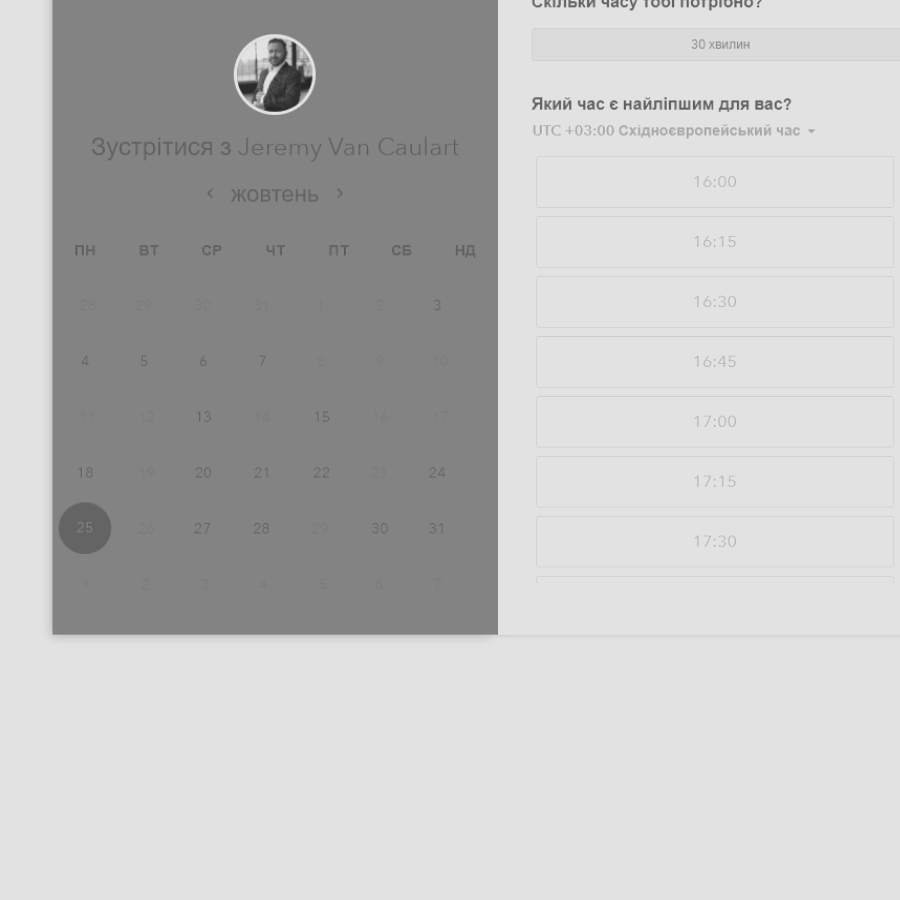 Зустрітися з Jeremy Van Caulart
жовтень
ПН ВТ СР ЧТ ПТ СБ НД
28 29 30 31 1 2 3
4 5 6 7 8 9 10
11 12 13 14 15 16 17
18 19 20 21 22 23 24
25 26 27 28 29 30 31
1 2 3 4 5 6 7
Скільки часу тобі потрібно?
30 хвилин
Який час є найліпшим для вас?
UTC +03:00 Східноєвропейський час
16:00
16:15
16:30
16:45
17:00
17:15
17:30